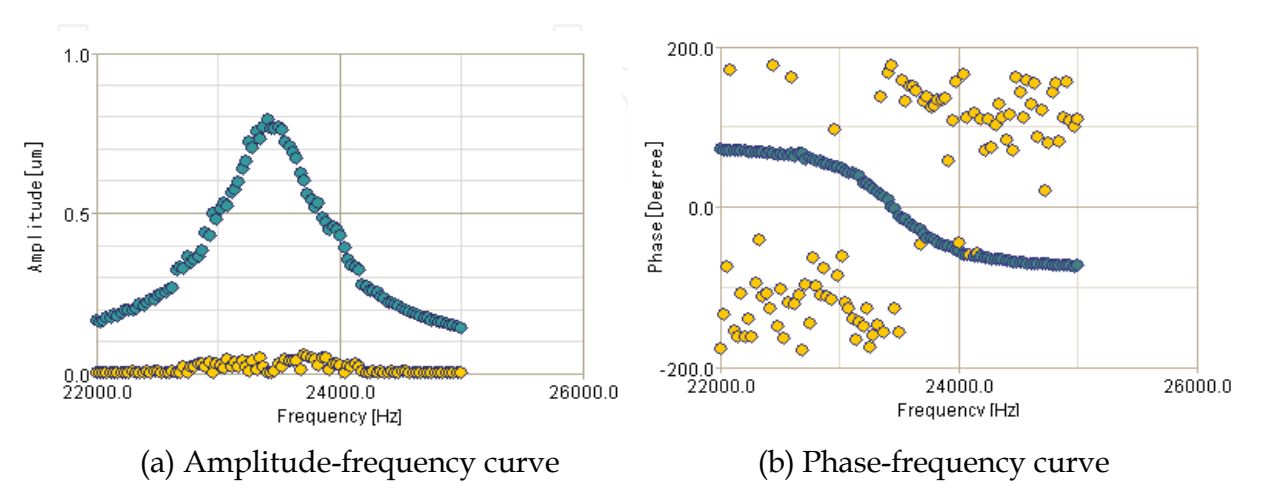 1.0
0.5
0.0
22000.0 24000.0 26000.0
Amplitude[um]
Frequency[Hz]
(a) Amplitude-frequency curve
200.0
0.0
-200.0
22000.0 24000.0 26000.0
Phase[Degree]
Frequency[Hz]
(b) Phase-frequency curve